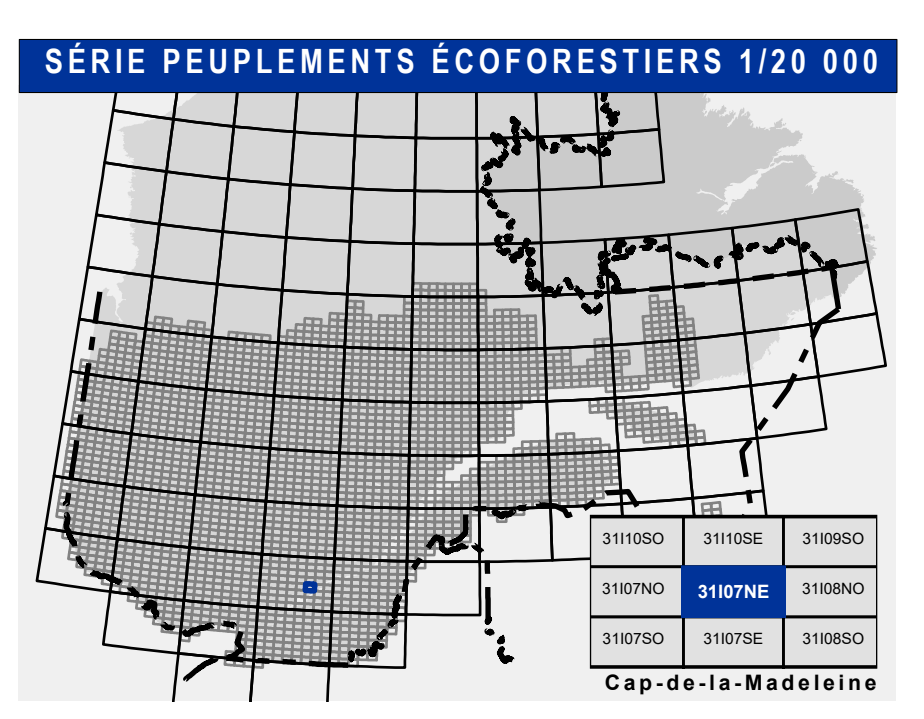 SÉRIE PEUPLEMENTS ÉCOFORESTIERS 1/20 000
31I10SO 31I10SE 31I09SO
31I07NO 31I07NE 31I08NO
31I07SO 31I07SE 31I08SO
Cap-de-la-Madeleine